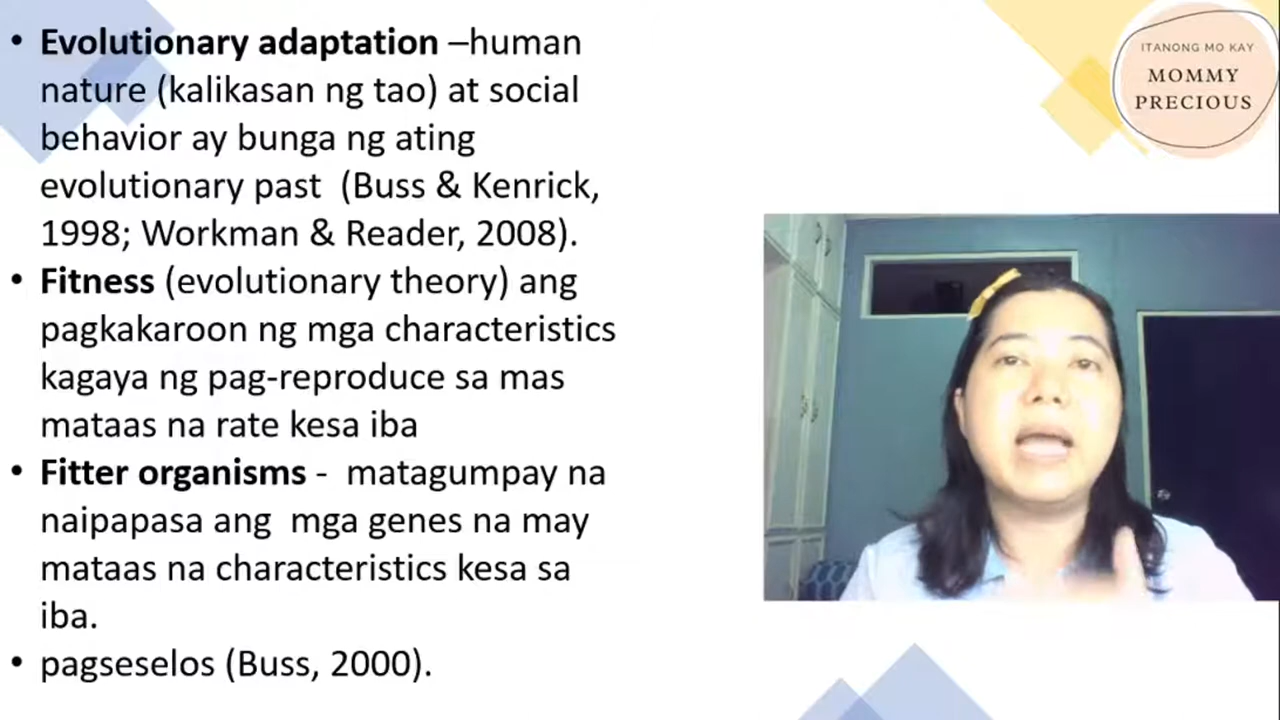 • Evolutionary adaptation –human
nature (kalikasan ng tao) at social
behavior ay bunga ng ating
evolutionary past (Buss & Kenrick,
1998; Workman & Reader, 2008).
• Fitness (evolutionary theory) ang
pagkakaroon ng mga characteristics
kagaya ng pag-reproduce sa mas
mataas na rate kesa iba
• Fitter organisms - matagumpay na
naipapasa ang mga genes na may
mataas na characteristics kesa sa
iba.
• pagseselos (Buss, 2000).
ITANONG MO KAY
MOMMY
PRECIOUS